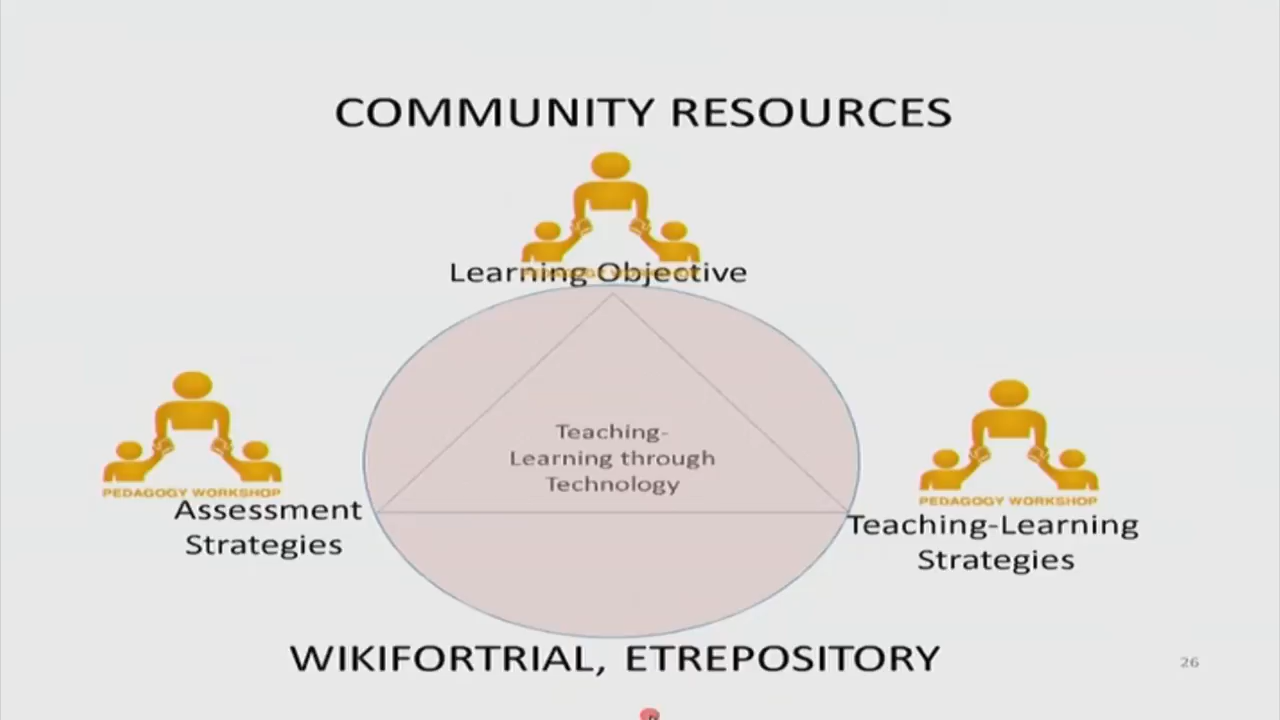 COMMUNITY RESOURCES
Learning Objective
Teaching-
Learning through
Technology
PEDAGOGY WORKSHOP
Assessment
Strategies
PEDAGOGY WORKSHOP
Teaching-Learning
Strategies
WIKIFORTRIAL, ETREPOSITORY
26